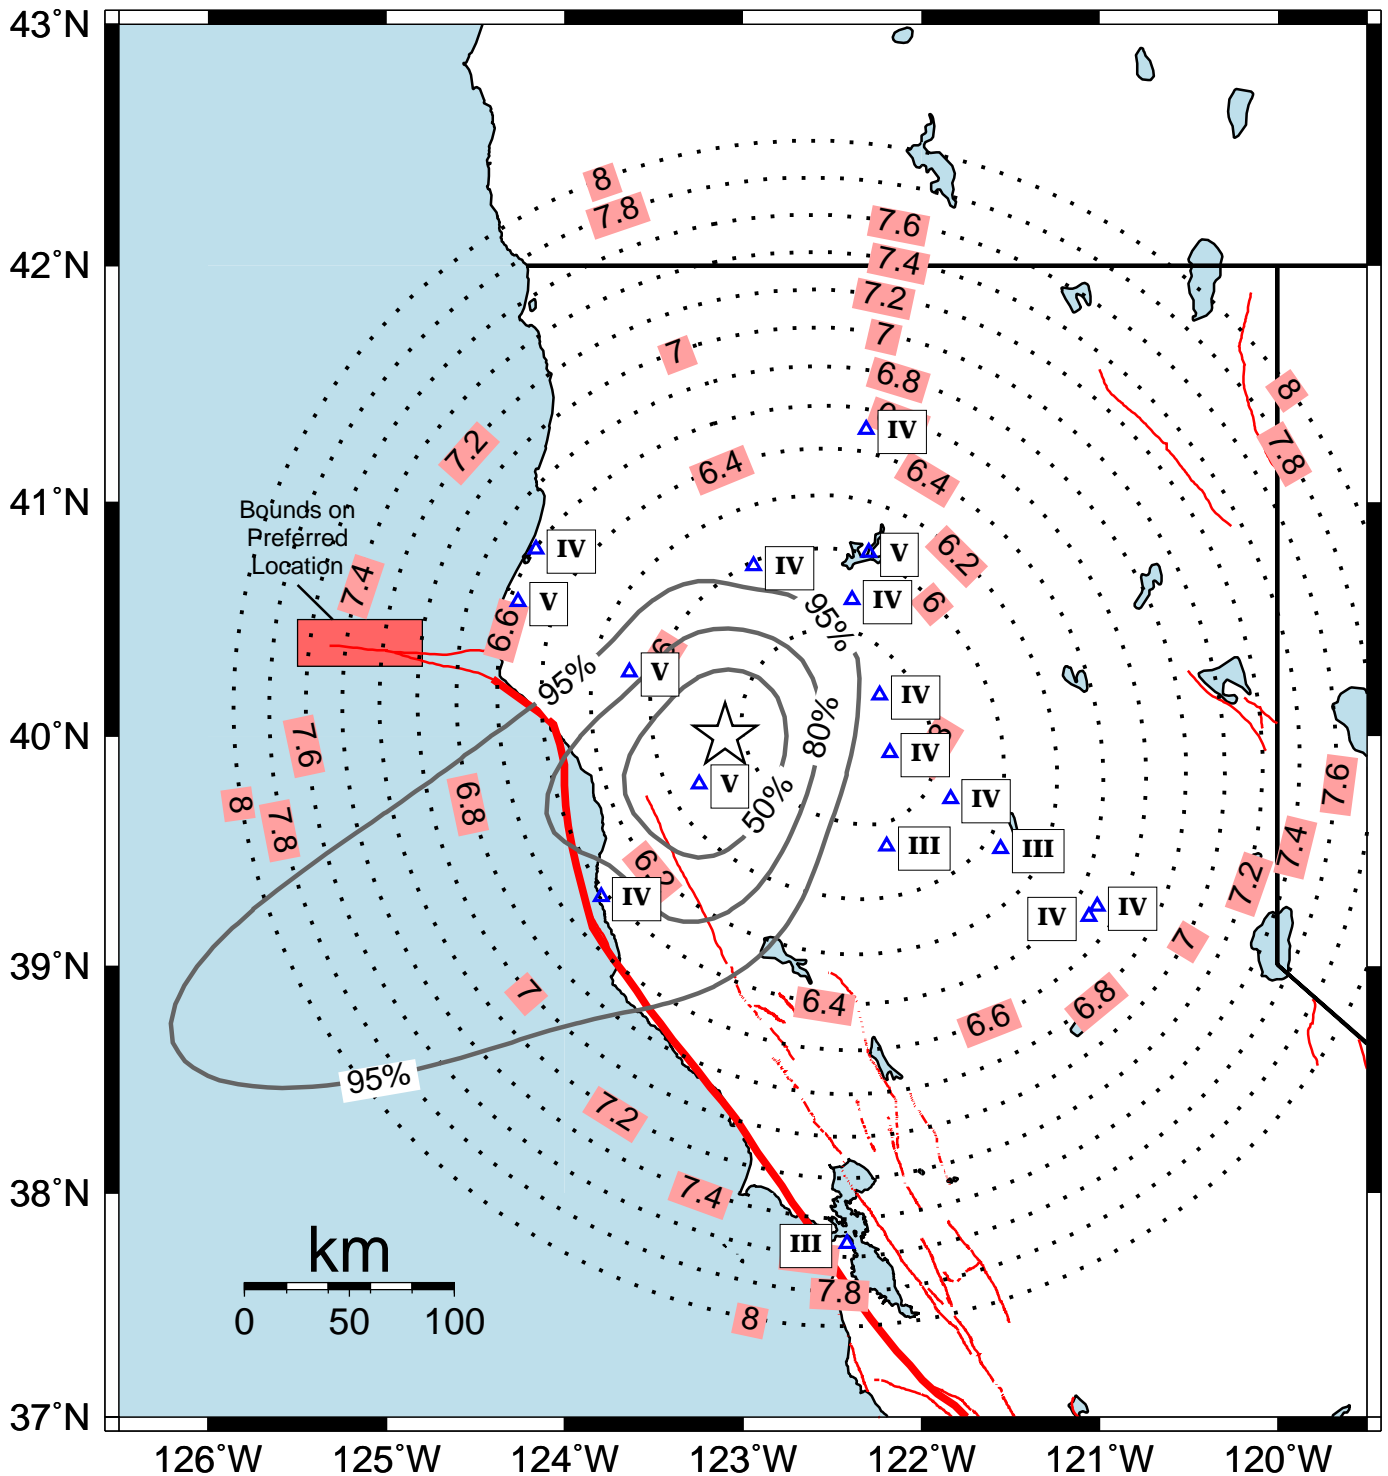 43°N
42°N
41°N
40°N
39°N
38°N
37°N
126°W
125°W
124°W
123°W
122°W
121°W
120°W
8
7.8
7.6
7.4
7.2
7
6.8
7
7.2
6.4
6.4
8
7.8
IV
Bounds on
Preferred
Location
7.4
IV
V
6.6
IV
V
IV
6.2
6
95%
95%
V
IV
IV
80%
V
50%
7.6
8
7.8
6.8
IV
III
III
6.2
IV
IV
IV
7.6
7.4
7.2
7
7
6.4
6.6
6.8
95%
7.2
7.4
III
7.8
8
km
0 50 100